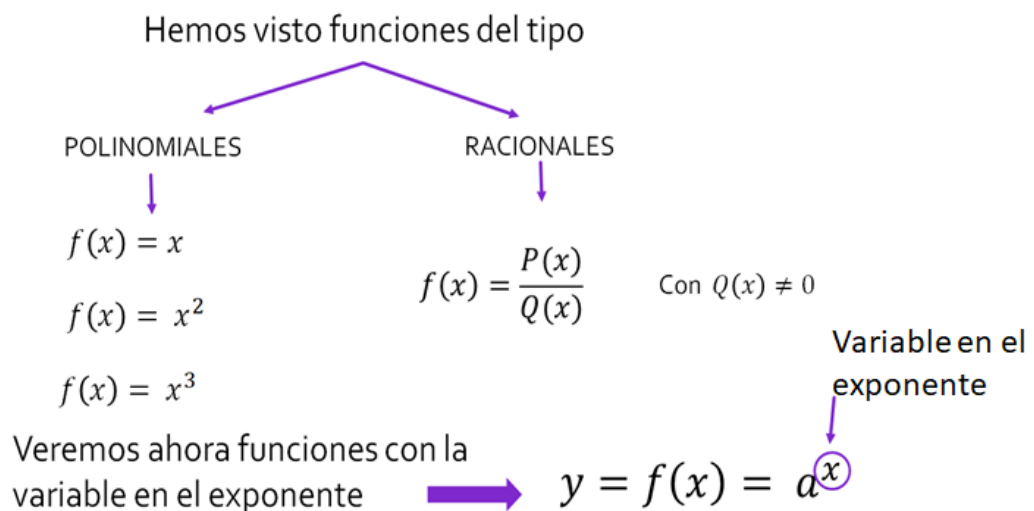 Hemos visto funciones del tipo
POLINOMIALES
RACIONALES
f(x) = x
f(x) = x²
f(x) = x³
f(x) = P(x)/Q(x)
Con Q(x) ≠ 0
Variable en el
exponente
Veremos ahora funciones con la
variable en el exponente
y = f(x) = aˣ